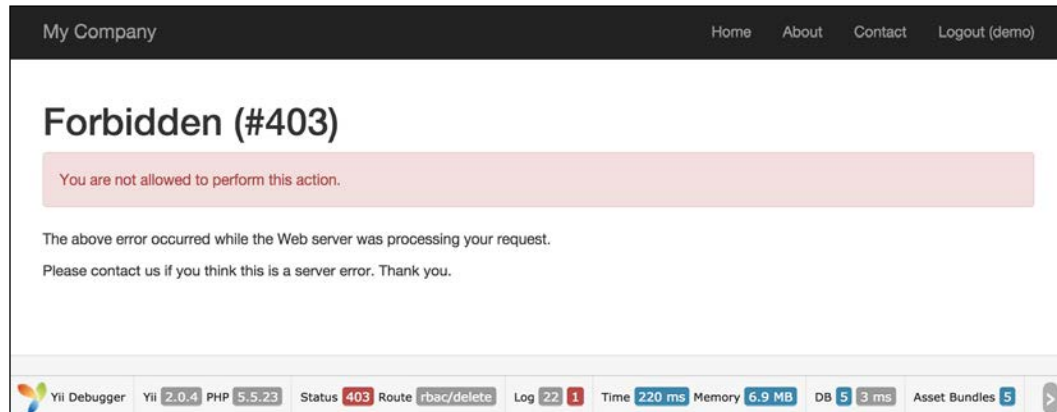 My Company Home About Contact Logout (demo)
Forbidden (#403)
You are not allowed to perform this action.
The above error occurred while the Web server was processing your request.
Please contact us if you think this is a server error. Thank you.
Yii Debugger Yii 2.0.4 PHP 5.5.23 Status 403 Route rbac/delete Log 22 1 Time 220 ms Memory 6.9 MB DB 5 3 ms Asset Bundles 5